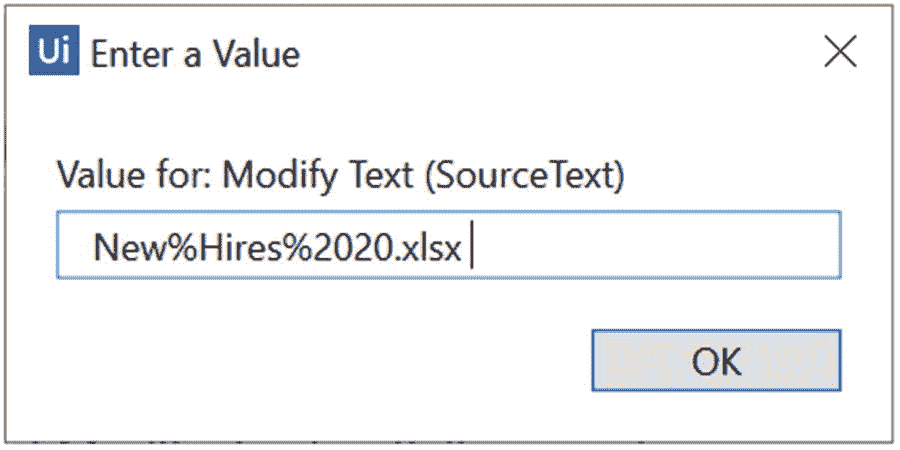 Ui Enter a Value
Value for: Modify Text (SourceText)
New%Hires%2020.xlsx
OK